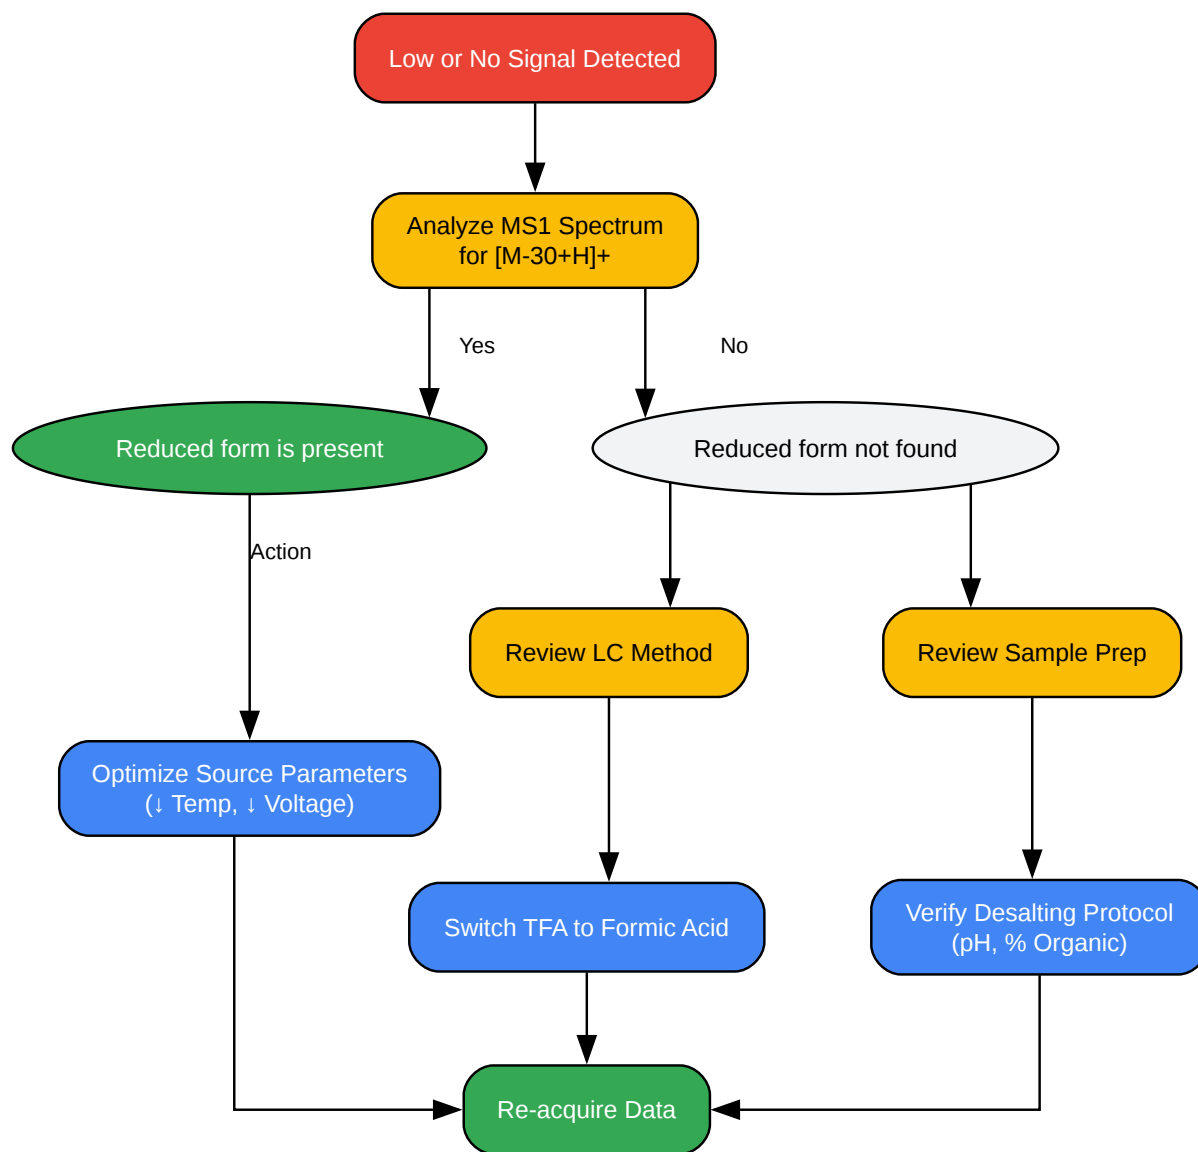 Low or No Signal Detected
Analyze MS1 Spectrum
for [M-30+H]+
Yes
No
Reduced form is present
Reduced form not found
Action
Review LC Method
Review Sample Prep
Optimize Source Parameters
(↓ Temp, ↓ Voltage)
Switch TFA to Formic Acid
Verify Desalting Protocol
(pH, % Organic)
Re-acquire Data